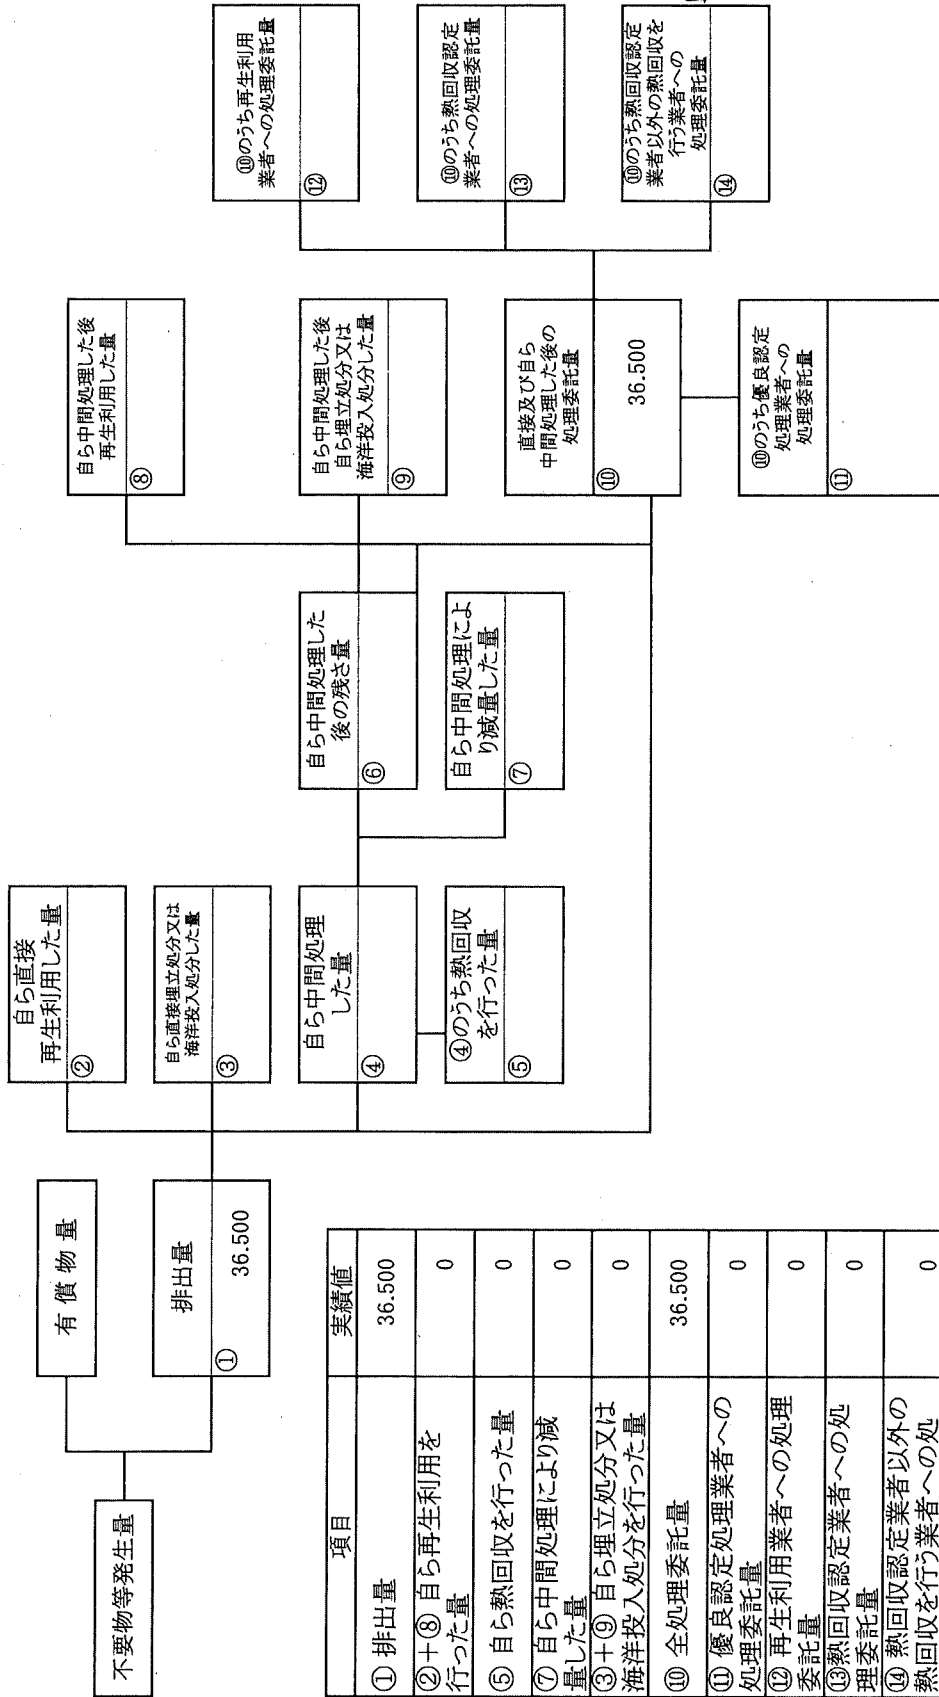 不要物等発生量
有償物量
排出量
①
36.500
自ら直接
再生利用した量
②
自ら直接埋立処分又は
海洋投入処分した量
③
自ら中間処理
した量
④
④のうち熱回収
を行った量
⑤
自ら中間処理した
後の残さ量
⑥
自ら中間処理によ
り減量した量
⑦
自ら中間処理した後
再生利用した量
⑧
自ら中間処理した後
自ら埋立処分又は
海洋投入処分した量
⑨
直接及び自ら
中間処理した後の
処理委託量
⑩
36.500
⑩のうち優良認定
処理業者への
処理委託量
⑪
⑩のうち再生利用
業者への処理委託量
⑫
⑩のうち熱回収認定
業者への処理委託量
⑬
⑩のうち熱回収認定
業者以外の熱回収を
行う業者への
処理委託量
⑭
項目 実績値
① 排出量 36.500
②+⑧ 自ら再生利用を
行った量 0
⑤ 自ら熱回収を行った量 0
⑦ 自ら中間処理により減
量した量 0
③+⑨ 自ら埋立処分又は
海洋投入処分を行った量 0
⑩ 全処理委託量 36.500
⑪ 優良認定処理業者への
処理委託量 0
⑫ 再生利用業者への処理
委託量 0
⑬熱回収認定業者への処
理委託量 0
⑭ 熱回収認定業者以外の
熱回収を行う業者への処 0